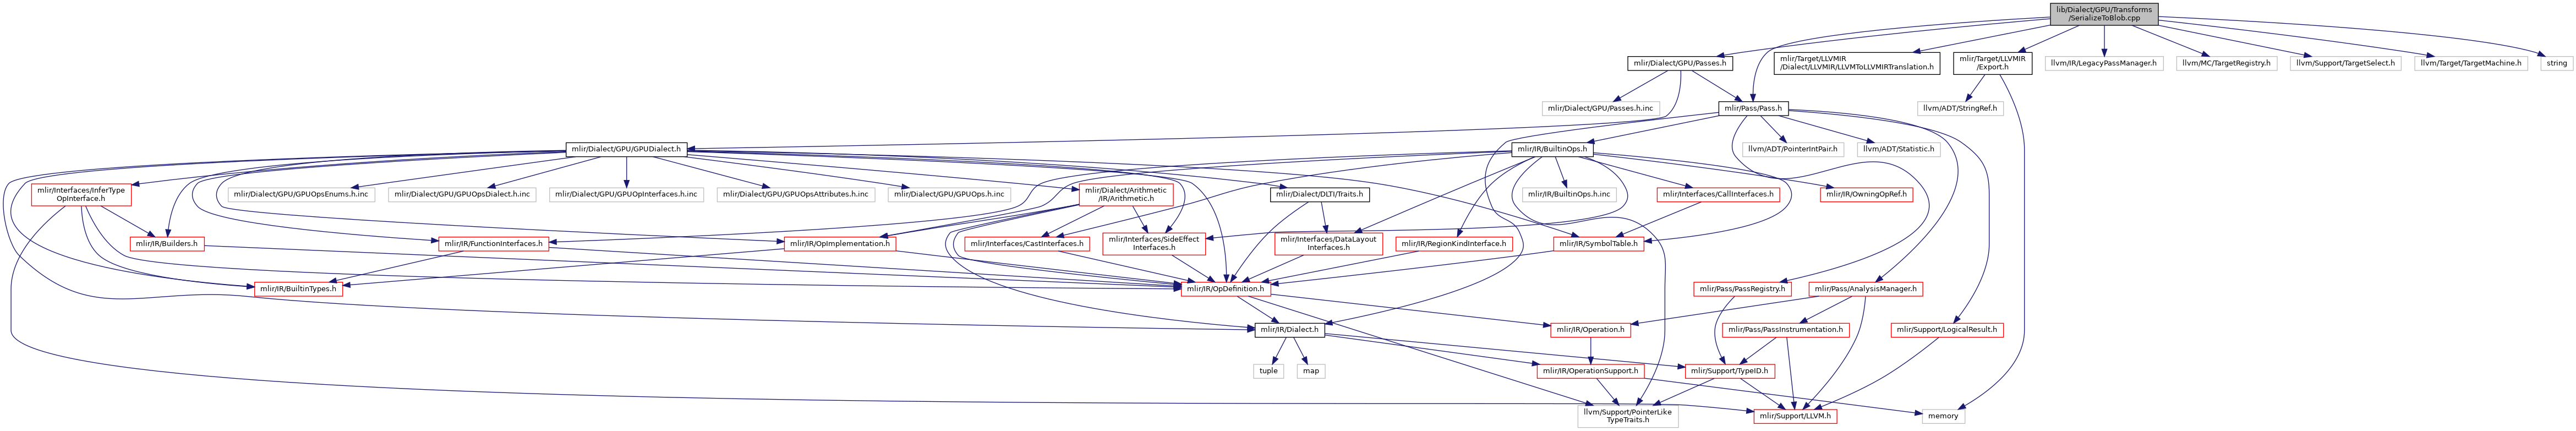 lib/Dialect/GPU/Transforms
/SerializeToBlob.cpp
mlir/Dialect/GPU/Passes.h
mlir/Target/LLVMIR
/Dialect/LLVMIR/LLVMToLLVMIRTranslation.h
mlir/Target/LLVMIR
/Export.h
llvm/IR/LegacyPassManager.h
llvm/MC/TargetRegistry.h
llvm/Support/TargetSelect.h
llvm/Target/TargetMachine.h
string
mlir/Dialect/GPU/Passes.h.inc
mlir/Pass/Pass.h
llvm/ADT/StringRef.h
mlir/Dialect/GPU/GPUDialect.h
mlir/IR/BuiltinOps.h
llvm/ADT/PointerIntPair.h
llvm/ADT/Statistic.h
mlir/Interfaces/InferType
OpInterface.h
mlir/Dialect/GPU/GPUOpsEnums.h.inc
mlir/Dialect/GPU/GPUOpsDialect.h.inc
mlir/Dialect/GPU/GPUOpInterfaces.h.inc
mlir/Dialect/GPU/GPUOpsAttributes.h.inc
mlir/Dialect/GPU/GPUOps.h.inc
mlir/Dialect/Arithmetic
/IR/Arithmetic.h
mlir/Dialect/DLTI/Traits.h
mlir/IR/BuiltinOps.h.inc
mlir/Interfaces/CallInterfaces.h
mlir/IR/OwningOpRef.h
mlir/IR/Builders.h
mlir/IR/FunctionInterfaces.h
mlir/IR/OpImplementation.h
mlir/Interfaces/CastInterfaces.h
mlir/Interfaces/SideEffect
Interfaces.h
mlir/Interfaces/DataLayout
Interfaces.h
mlir/IR/RegionKindInterface.h
mlir/IR/SymbolTable.h
mlir/IR/BuiltinTypes.h
mlir/IR/OpDefinition.h
mlir/Pass/PassRegistry.h
mlir/Pass/AnalysisManager.h
mlir/IR/Dialect.h
mlir/IR/Operation.h
mlir/Pass/PassInstrumentation.h
mlir/Support/LogicalResult.h
tuple
map
mlir/IR/OperationSupport.h
mlir/Support/TypeID.h
llvm/Support/PointerLike
TypeTraits.h
mlir/Support/LLVM.h
memory